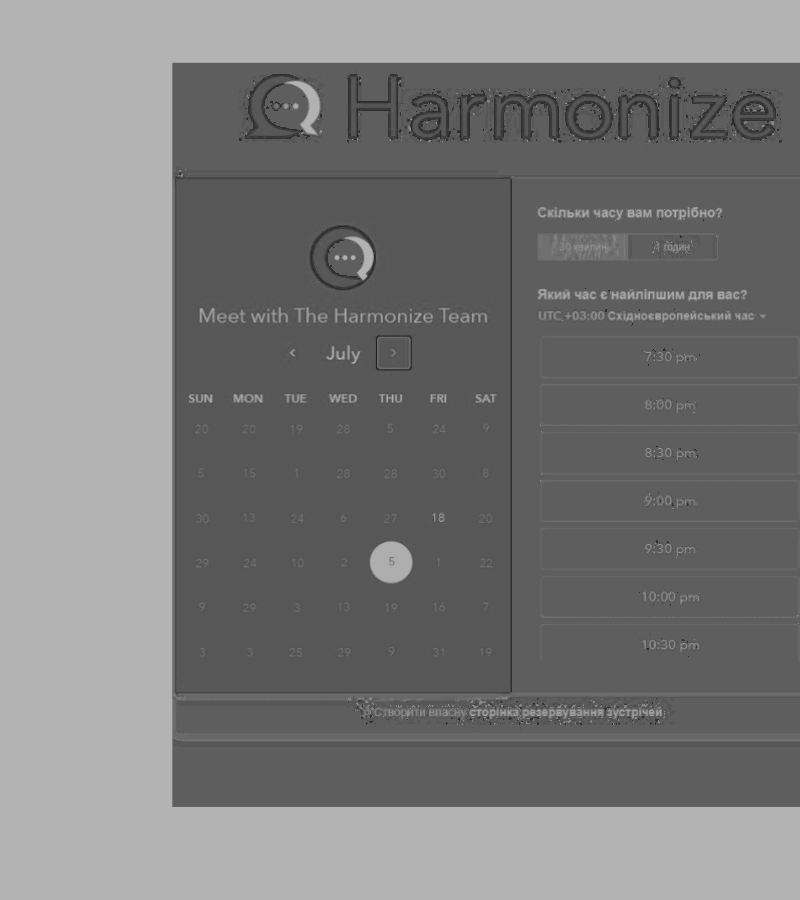 Harmonize
Meet with The Harmonize Team
July
SUN MON TUE WED THU FRI SAT
20 20 19 28 5 24 9
5 15 1 28 28 30 8
30 13 24 6 27 18 20
29 24 10 2 5 1 22
9 29 3 13 19 16 7
3 3 25 29 9 31 19
Скільки часу вам потрібно?
30 хвилин годин
Який час є найліпшим для вас?
UTC +03:00 Східноєвропейський час
7:30 pm
8:00 pm
8:30 pm
9:00 pm
9:30 pm
10:00 pm
10:30 pm
Створити власну сторінка резервування зустрічей